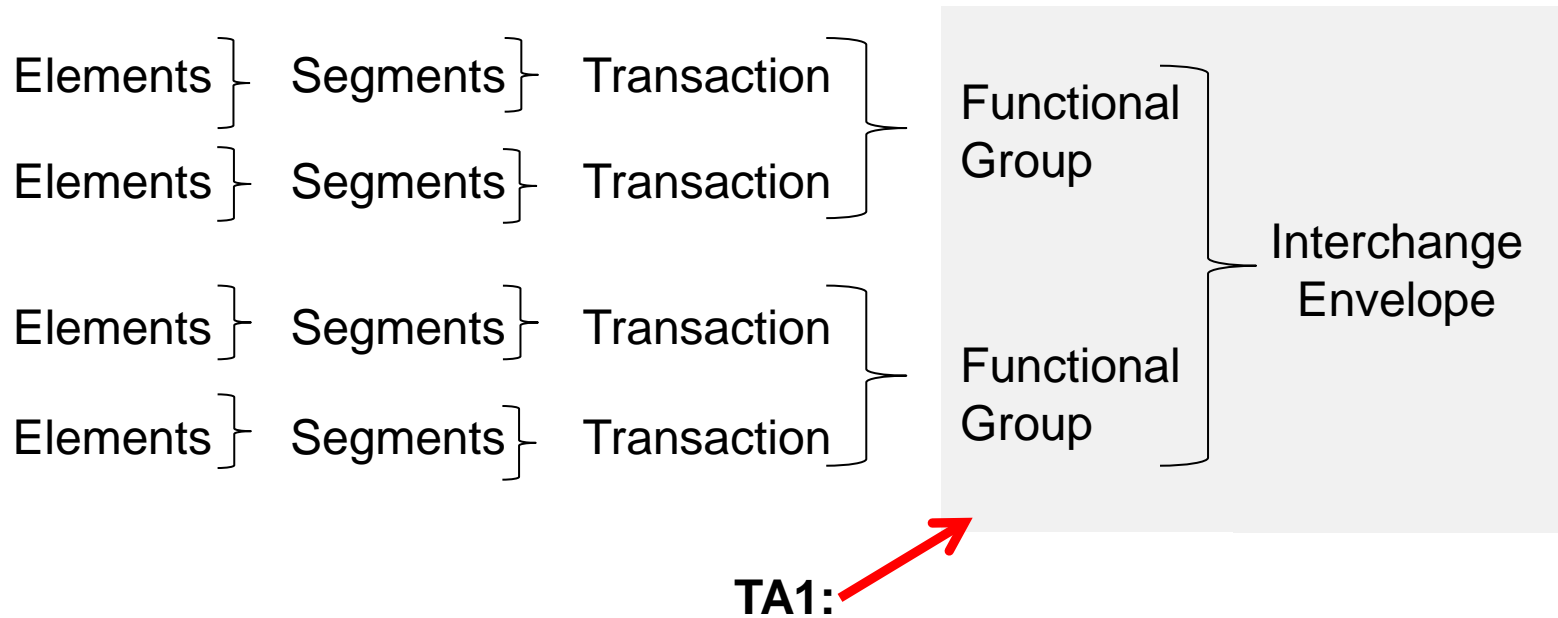 Elements Segments Transaction
Elements Segments Transaction
Functional
Group
Elements Segments Transaction
Elements Segments Transaction
Functional
Group
Interchange
Envelope
TA1: